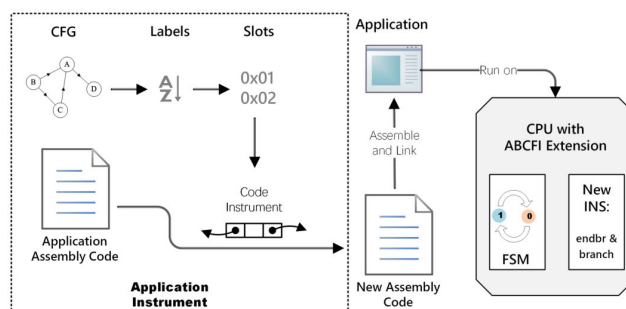 CFG
Labels
Slots
Application
A
B
D
C
A
Z
0x01
0x02
Run on
Assemble
and Link
CPU with
ABCFI Extension
Code
Instrument
1
0
FSM
New
INS:
endbr &
branch
Application
Assembly Code
Application
Instrument
New Assembly
Code